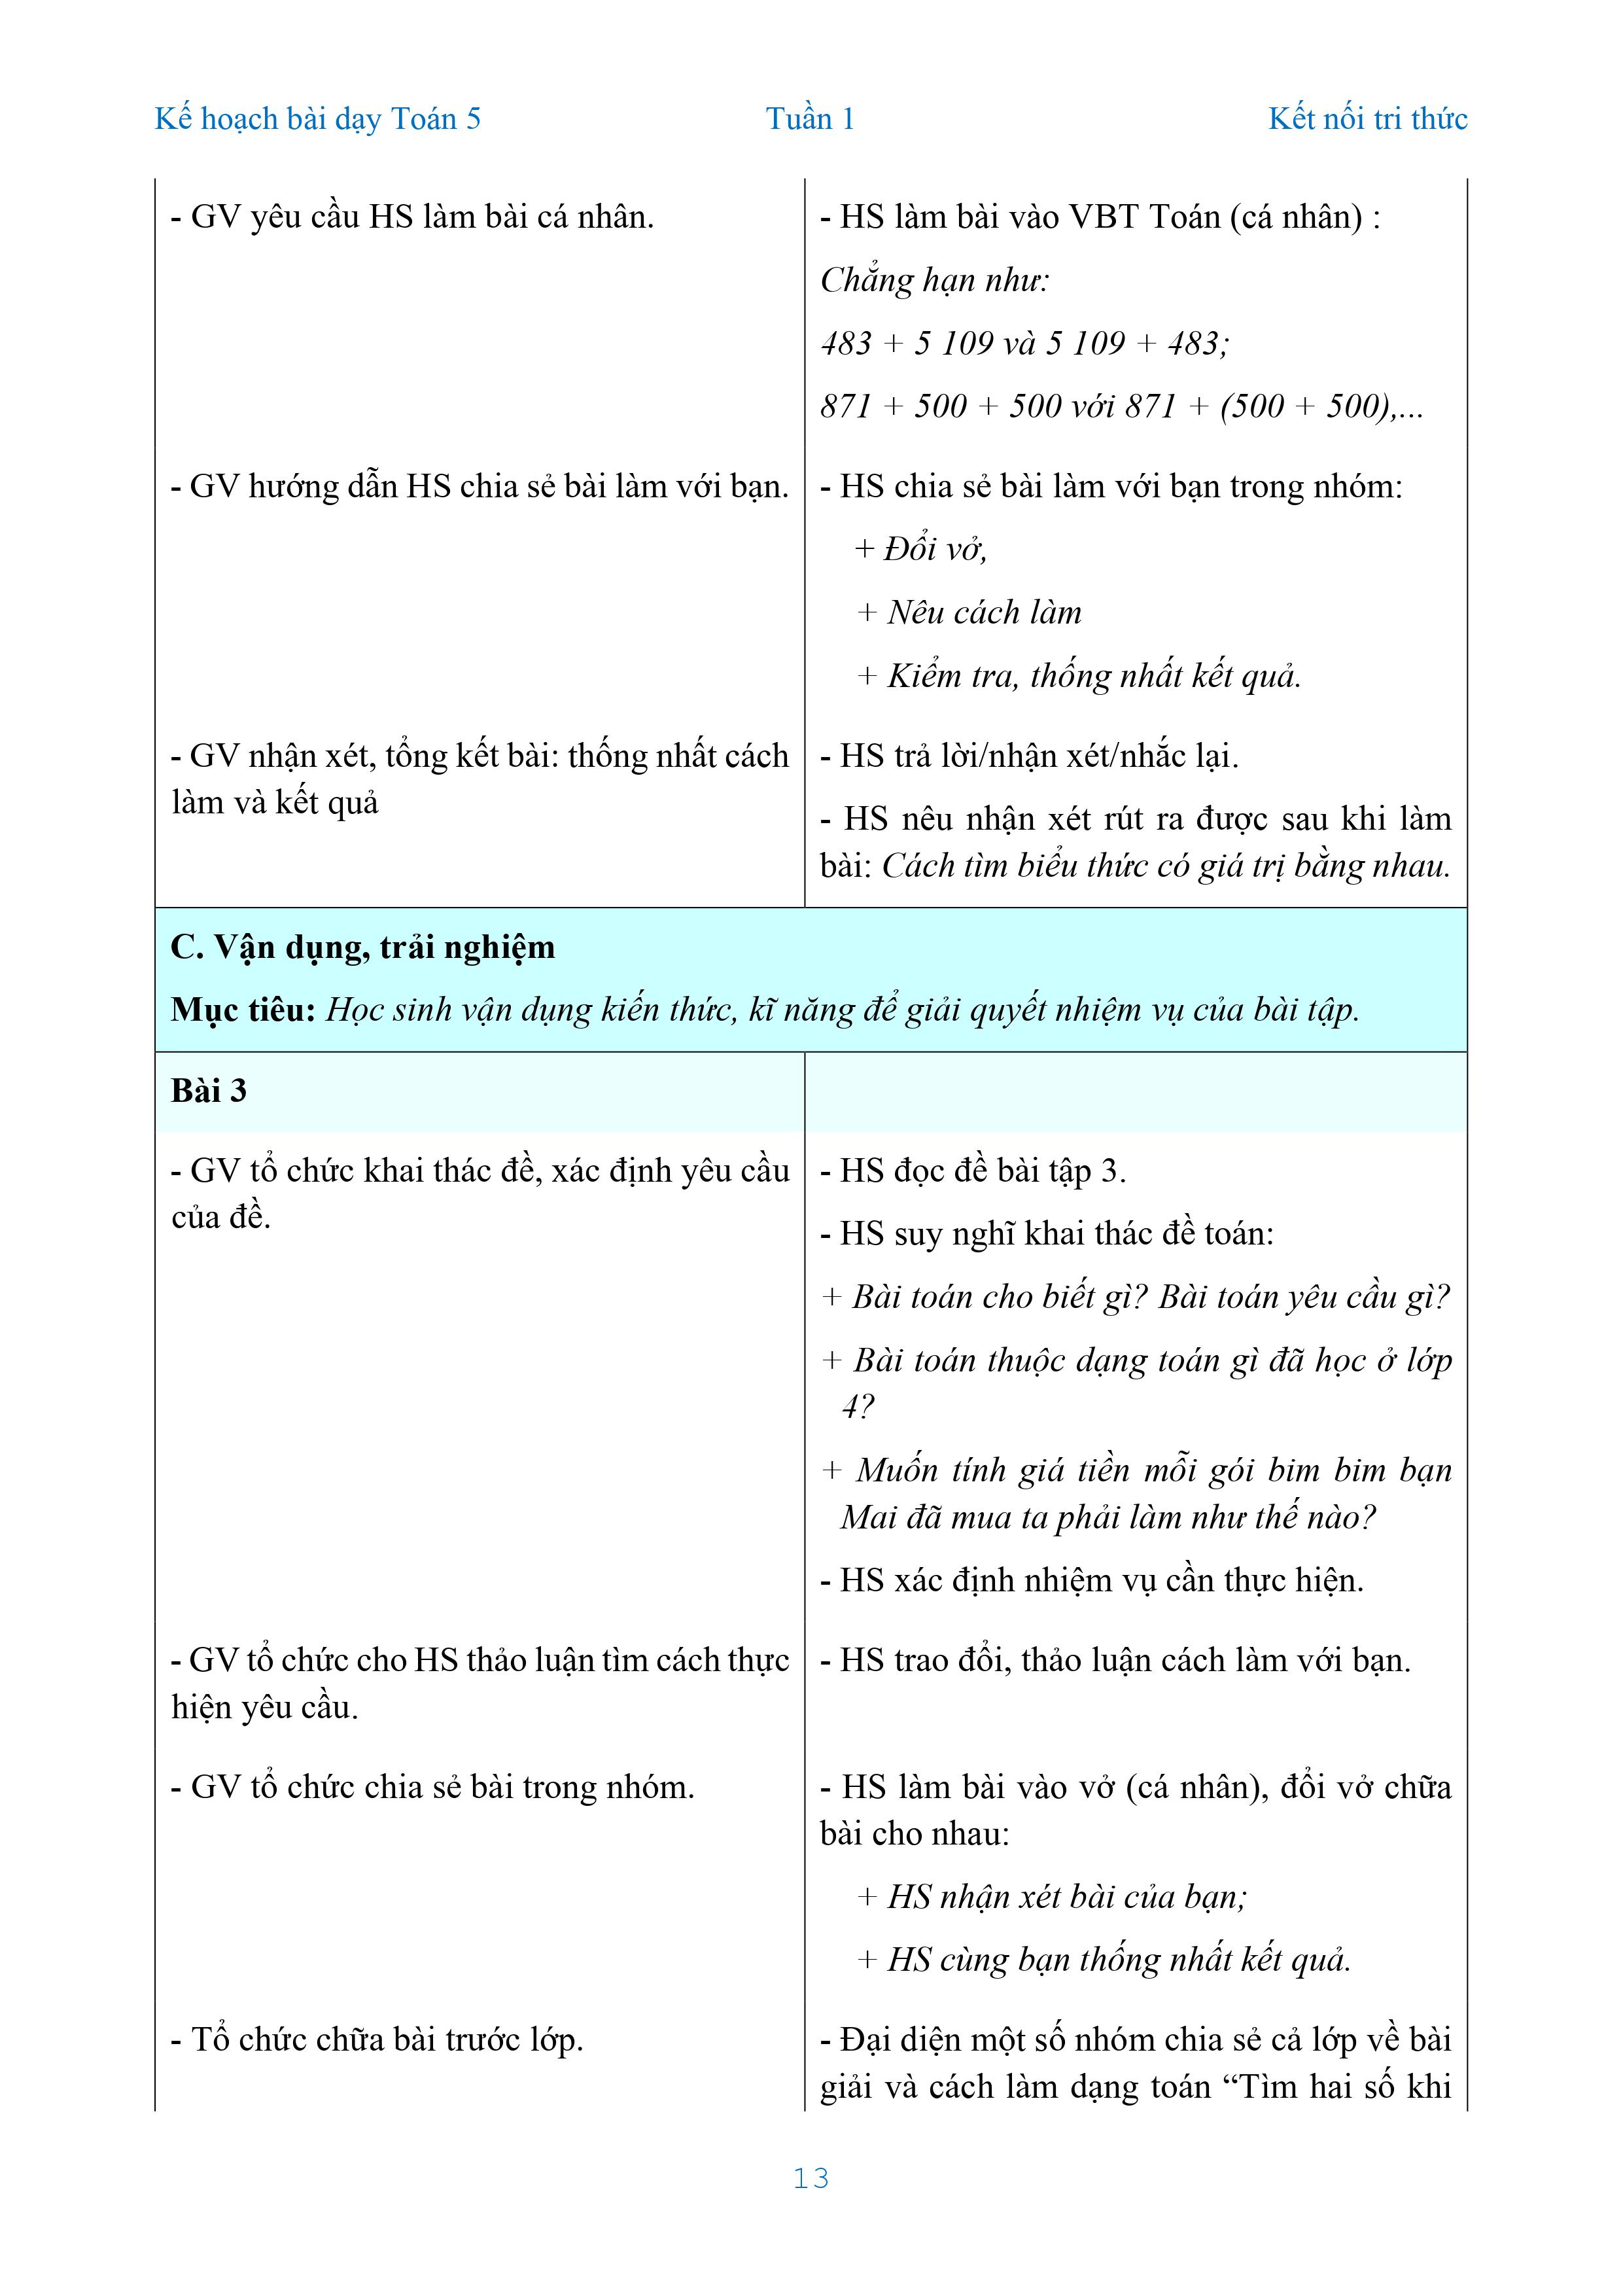 Kế hoạch bài dạy Toán 5 Tuần 1 Kết nối tri thức
- GV yêu cầu HS làm bài cá nhân.
- HS làm bài vào VBT Toán (cá nhân) :
Chẳng hạn như:
483 + 5 109 và 5 109 + 483;
871 + 500 + 500 với 871 + (500 + 500),...
- GV hướng dẫn HS chia sẻ bài làm với bạn.
- HS chia sẻ bài làm với bạn trong nhóm:
+ Đổi vở,
+ Nêu cách làm
+ Kiểm tra, thống nhất kết quả.
- GV nhận xét, tổng kết bài: thống nhất cách
làm và kết quả
- HS trả lời/nhận xét/nhắc lại.
- HS nêu nhận xét rút ra được sau khi làm
bài: Cách tìm biểu thức có giá trị bằng nhau.
C. Vận dụng, trải nghiệm
Mục tiêu: Học sinh vận dụng kiến thức, kĩ năng để giải quyết nhiệm vụ của bài tập.
Bài 3
- GV tổ chức khai thác đề, xác định yêu cầu
của đề.
- HS đọc đề bài tập 3.
- HS suy nghĩ khai thác đề toán:
+ Bài toán cho biết gì? Bài toán yêu cầu gì?
+ Bài toán thuộc dạng toán gì đã học ở lớp
4?
+ Muốn tính giá tiền mỗi gói bim bim bạn
Mai đã mua ta phải làm như thế nào?
- HS xác định nhiệm vụ cần thực hiện.
- GV tổ chức cho HS thảo luận tìm cách thực
hiện yêu cầu.
- HS trao đổi, thảo luận cách làm với bạn.
- GV tổ chức chia sẻ bài trong nhóm.
- HS làm bài vào vở (cá nhân), đổi vở chữa
bài cho nhau:
+ HS nhận xét bài của bạn;
+ HS cùng bạn thống nhất kết quả.
- Tổ chức chữa bài trước lớp.
- Đại diện một số nhóm chia sẻ cả lớp về bài
giải và cách làm dạng toán “Tìm hai số khi
13